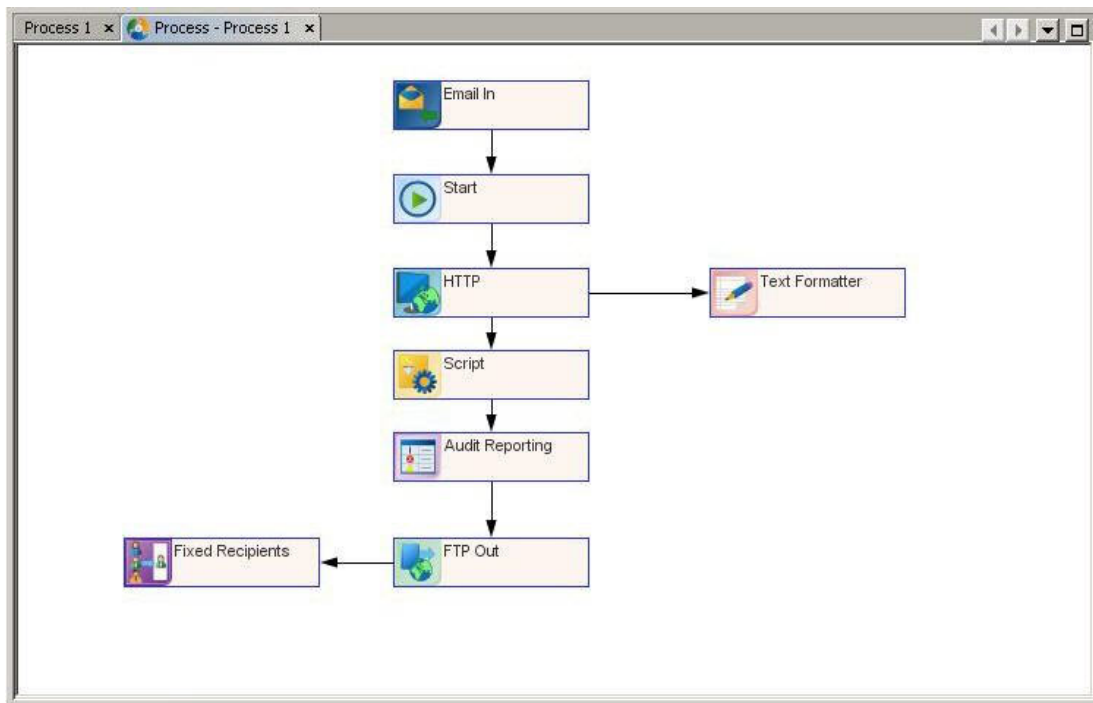 Process 1
Process - Process 1
Email In
Start
HTTP
Text Formatter
Script
Audit Reporting
Fixed Recipients
FTP Out